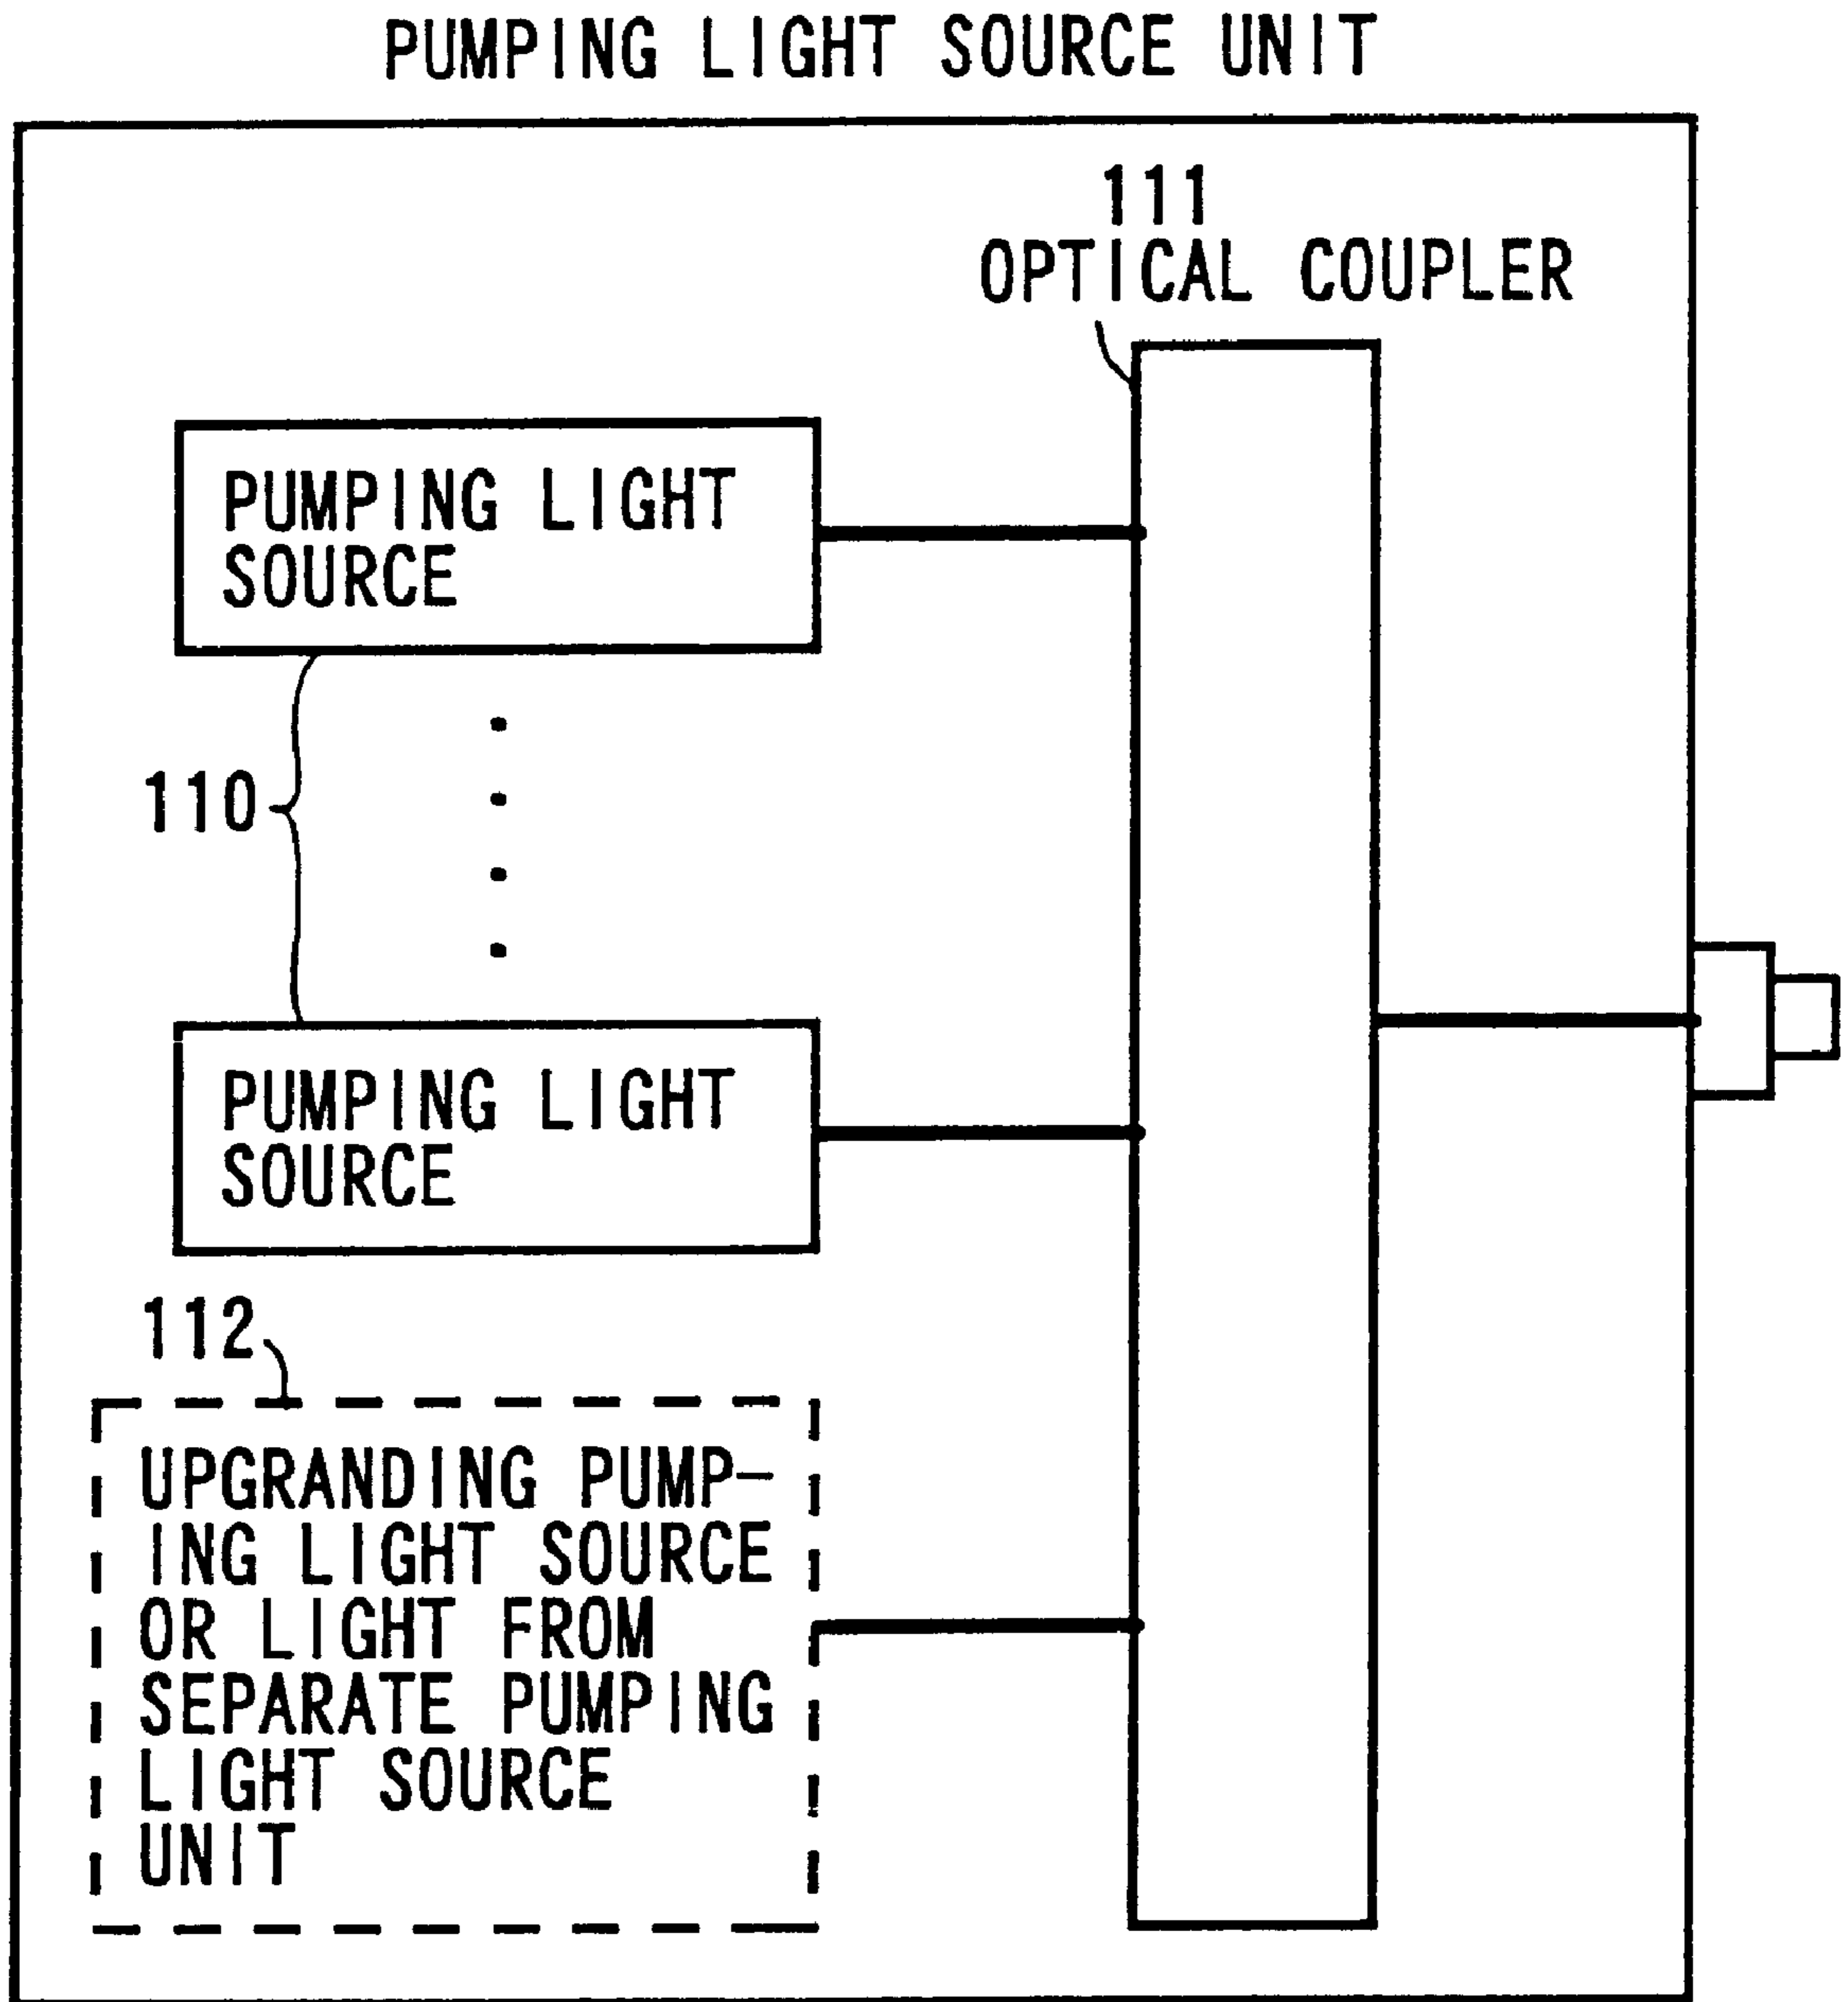 PUMPING LIGHT SOURCE UNIT
111
OPTICAL COUPLER
PUMPING LIGHT
SOURCE
110
PUMPING LIGHT
SOURCE
112
UPGRANDING PUMP-
ING LIGHT SOURCE
OR LIGHT FROM
SEPARATE PUMPING
LIGHT SOURCE
UNIT